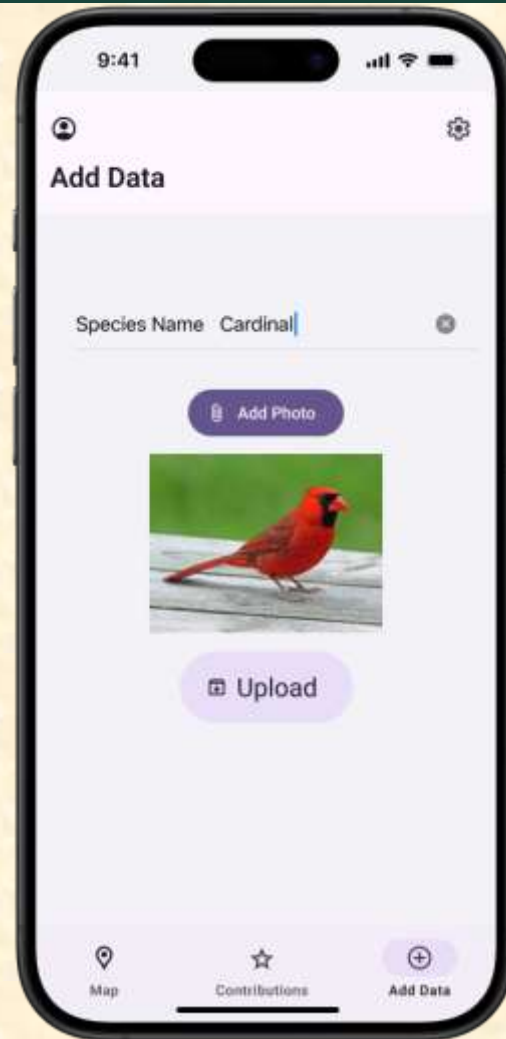 9:41
Add Data
Species Name Cardinal
Add Photo
Upload
Map Contributions Add Data